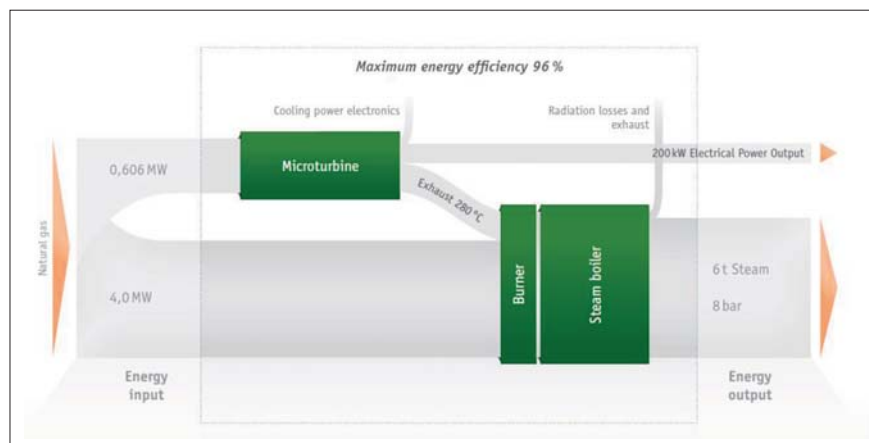 Maximum energy efficiency 96 %
Cooling power electronics
Radiation losses and
exhaust
200 kW Electrical Power Output
0,606 MW
Microturbine
Exhaust 280 °C
Natural gas
4,0 MW
Burner
Steam boiler
6 t Steam
8 bar
Energy
input
Energy
output